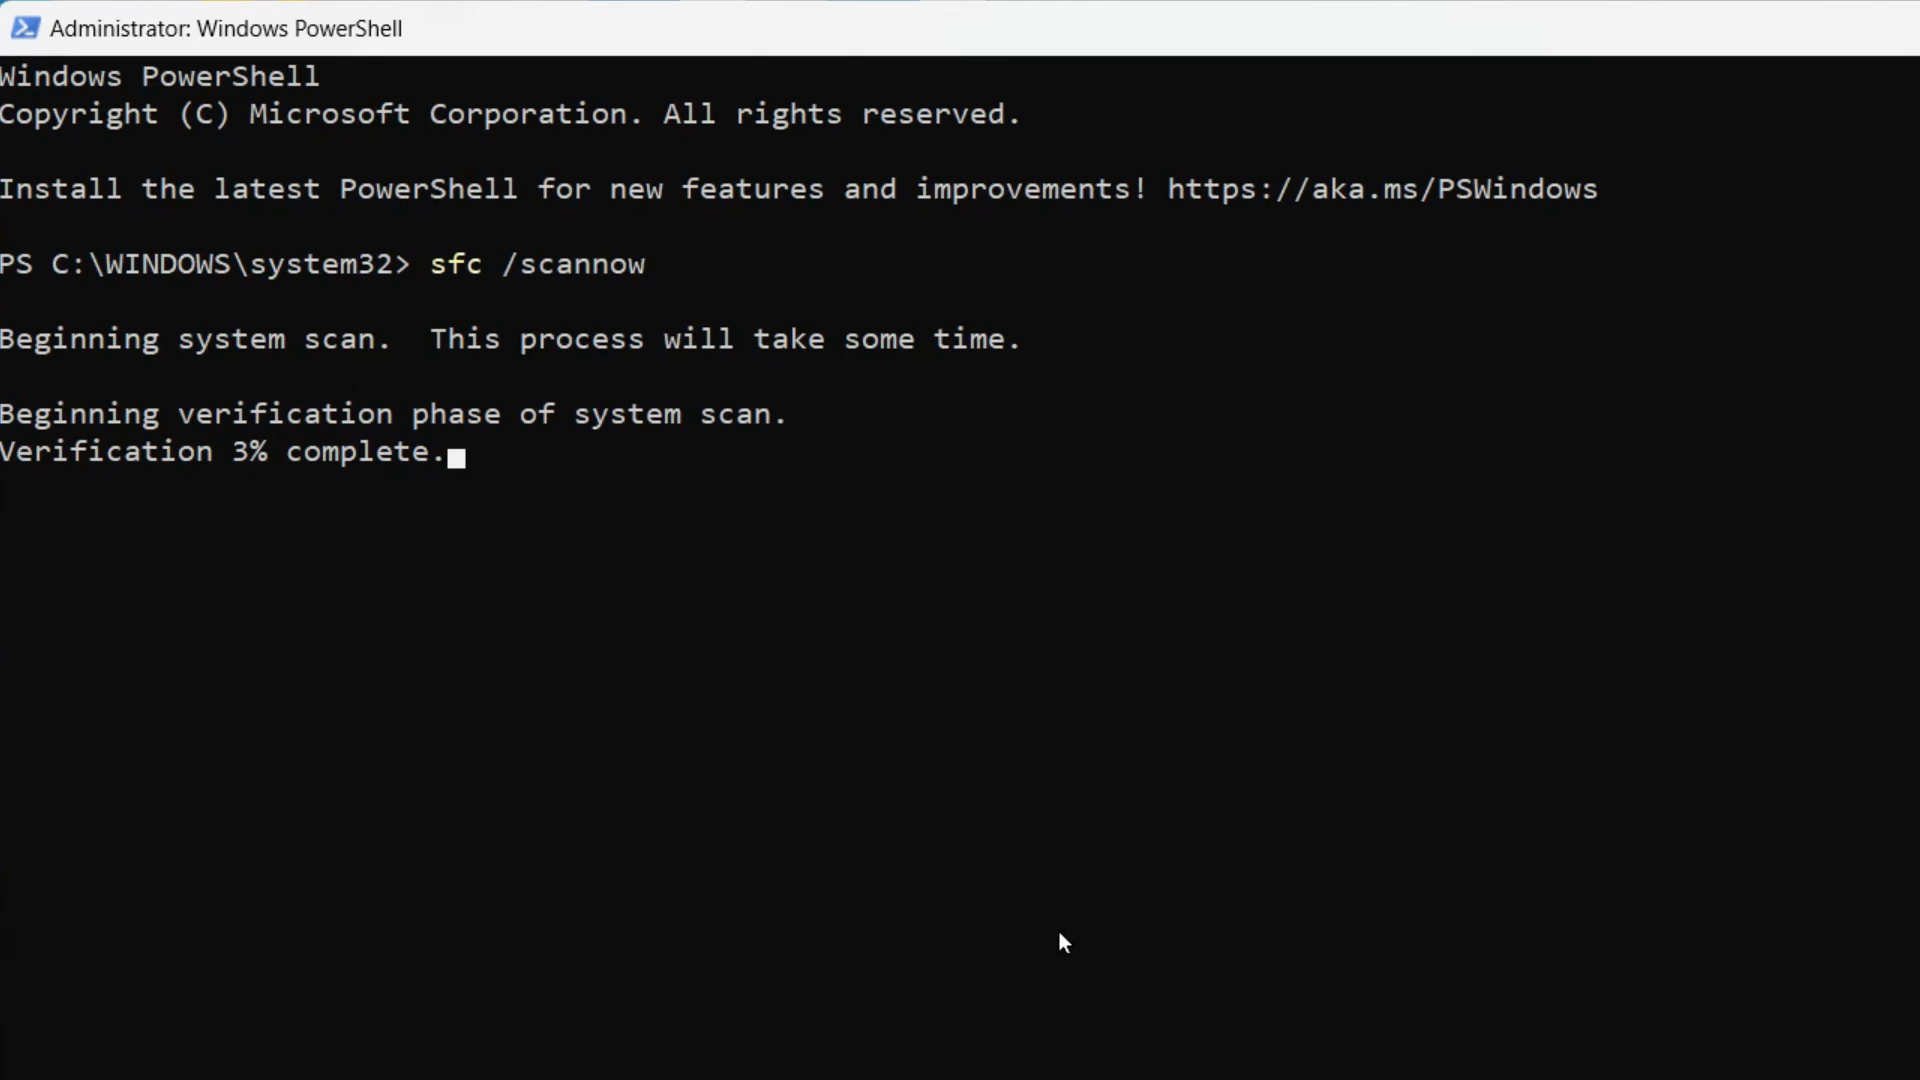 Administrator: Windows PowerShell
Windows PowerShell
Copyright (C) Microsoft Corporation. All rights reserved.
Install the latest PowerShell for new features and improvements! https://aka.ms/PSWindows
PS C:\WINDOWS\system32> sfc /scannow
Beginning system scan.  This process will take some time.
Beginning verification phase of system scan.
Verification 3% complete.